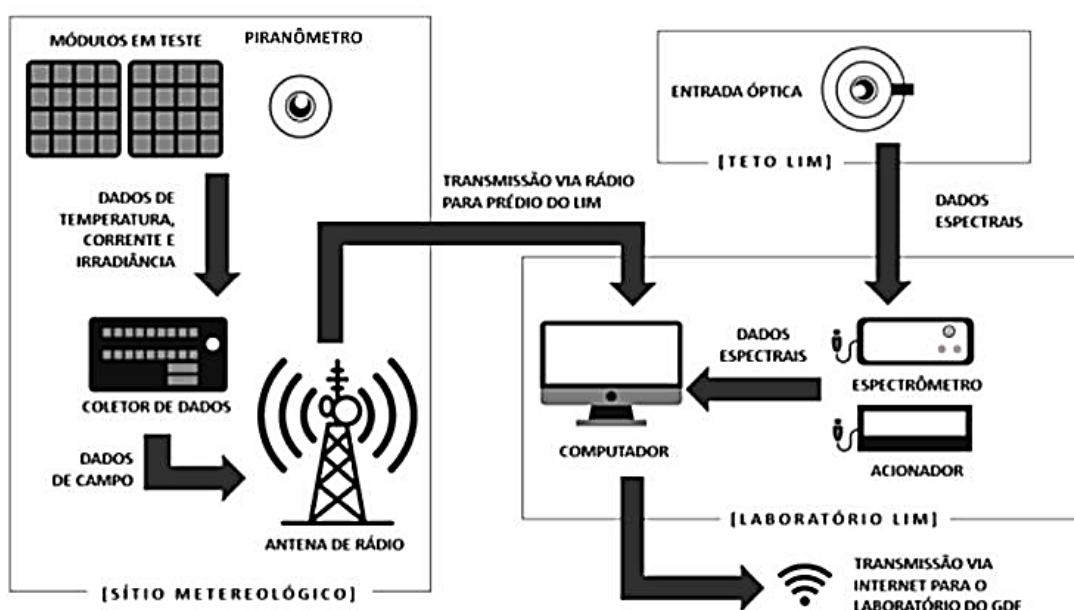 MÓDULOS EM TESTE
PIRANÔMETRO
DADOS DE
TEMPERATURA,
CORRENTE E
IRRADIÂNCIA
COLETOR DE DADOS
DADOS
DE CAMPO
ANTENA DE RÁDIO
[SÍTIO METEREOLÓGICO]
TRANSMISSÃO VIA RÁDIO
PARA PRÉDIO DO LIM
ENTRADA ÓPTICA
[TETO LIM]
DADOS
ESPECTRAIS
DADOS
ESPECTRAIS
ESPECTRÔMETRO
ACIONADOR
COMPUTADOR
[LABORATÓRIO LIM]
TRANSMISSÃO VIA
INTERNET PARA O
LABORATÓRIO DO GDF